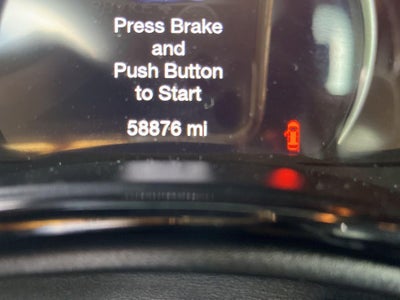 Press Brake
and
Push Button
to Start
58876 mi